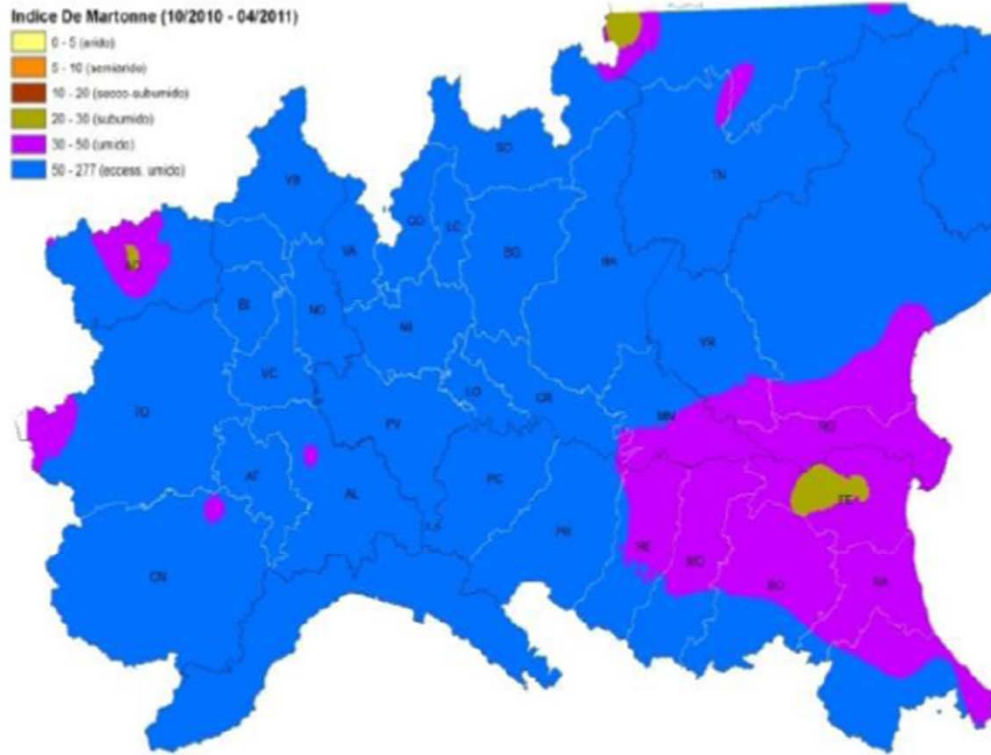 Indice De Martonne (10/2010 - 04/2011)
0 - 5 (arido)
5 - 10 (semiarido)
10 - 20 (secco-subumido)
20 - 30 (subumido)
30 - 50 (umido)
50 - 277 (eccess. umido)
SO
VB
TN
CO
LC
VA
BG
BI
NO
MI
VR
VC
LO
CR
TO
MN
PV
RO
AT
AL
PC
FE
PR
RE
MO
CN
BO
RA